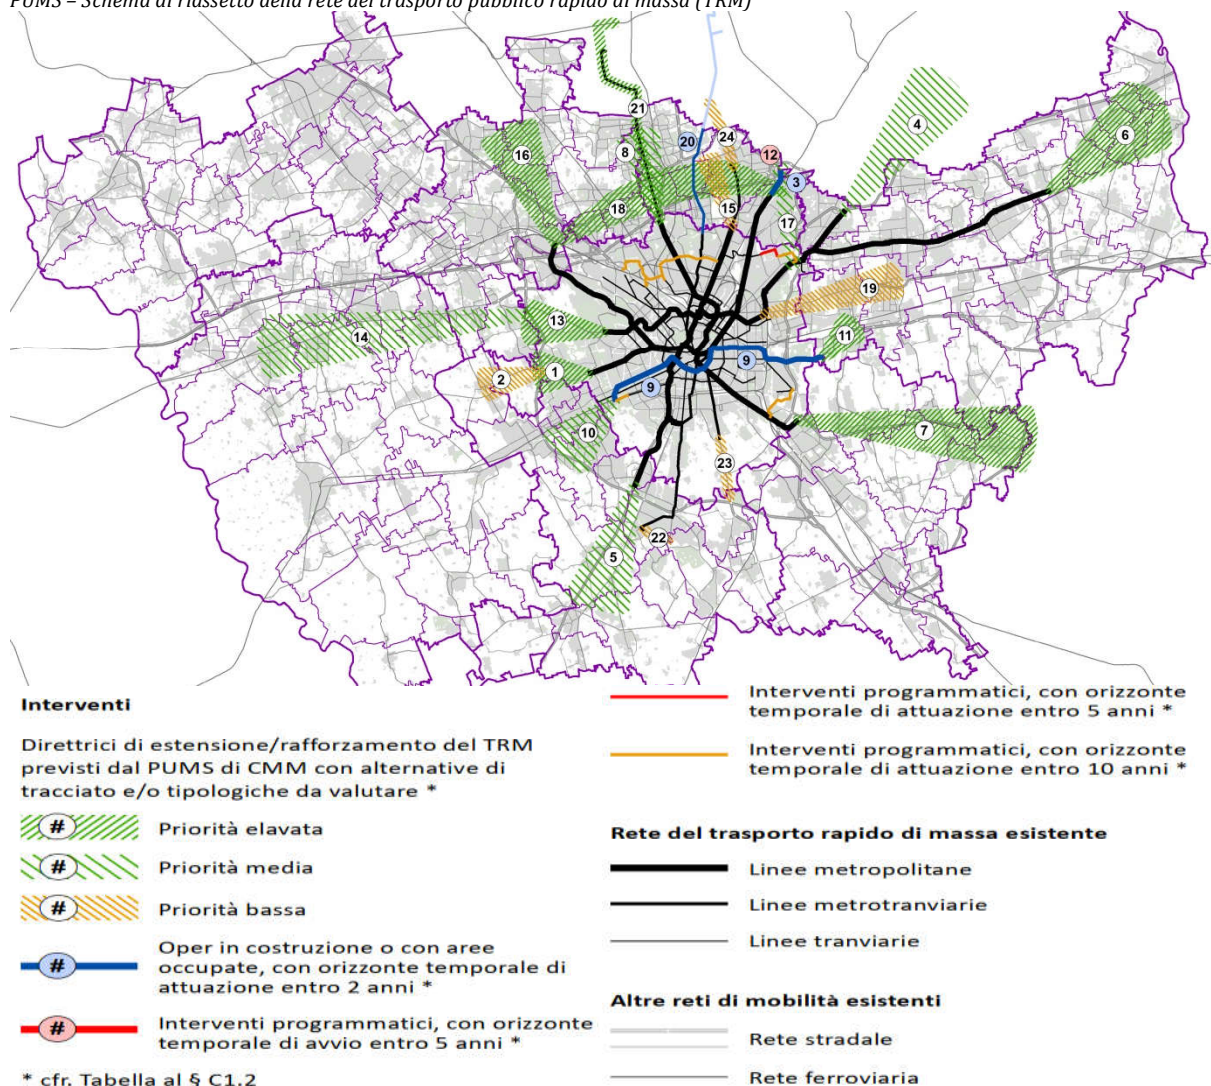 PUMS – Schema di riassetto della rete del trasporto pubblico rapido di massa (TRM)
21
4
6
16
8
20
24
12
3
18
15
17
19
14
13
11
9
1
2
9
10
7
23
22
5
Interventi
Direttrici di estensione/rafforzamento del TRM
previsti dal PUMS di CMM con alternative di
tracciato e/o tipologiche da valutare *
# Priorità elavata
# Priorità media
# Priorità bassa
# Oper in costruzione o con aree
occupate, con orizzonte temporale di
attuazione entro 2 anni *
# Interventi programmatici, con orizzonte
temporale di avvio entro 5 anni *
* cfr. Tabella al § C1.2
Interventi programmatici, con orizzonte
temporale di attuazione entro 5 anni *
Interventi programmatici, con orizzonte
temporale di attuazione entro 10 anni *
Rete del trasporto rapido di massa esistente
Linee metropolitane
Linee metrotranviarie
Linee tranviarie
Altre reti di mobilità esistenti
Rete stradale
Rete ferroviaria